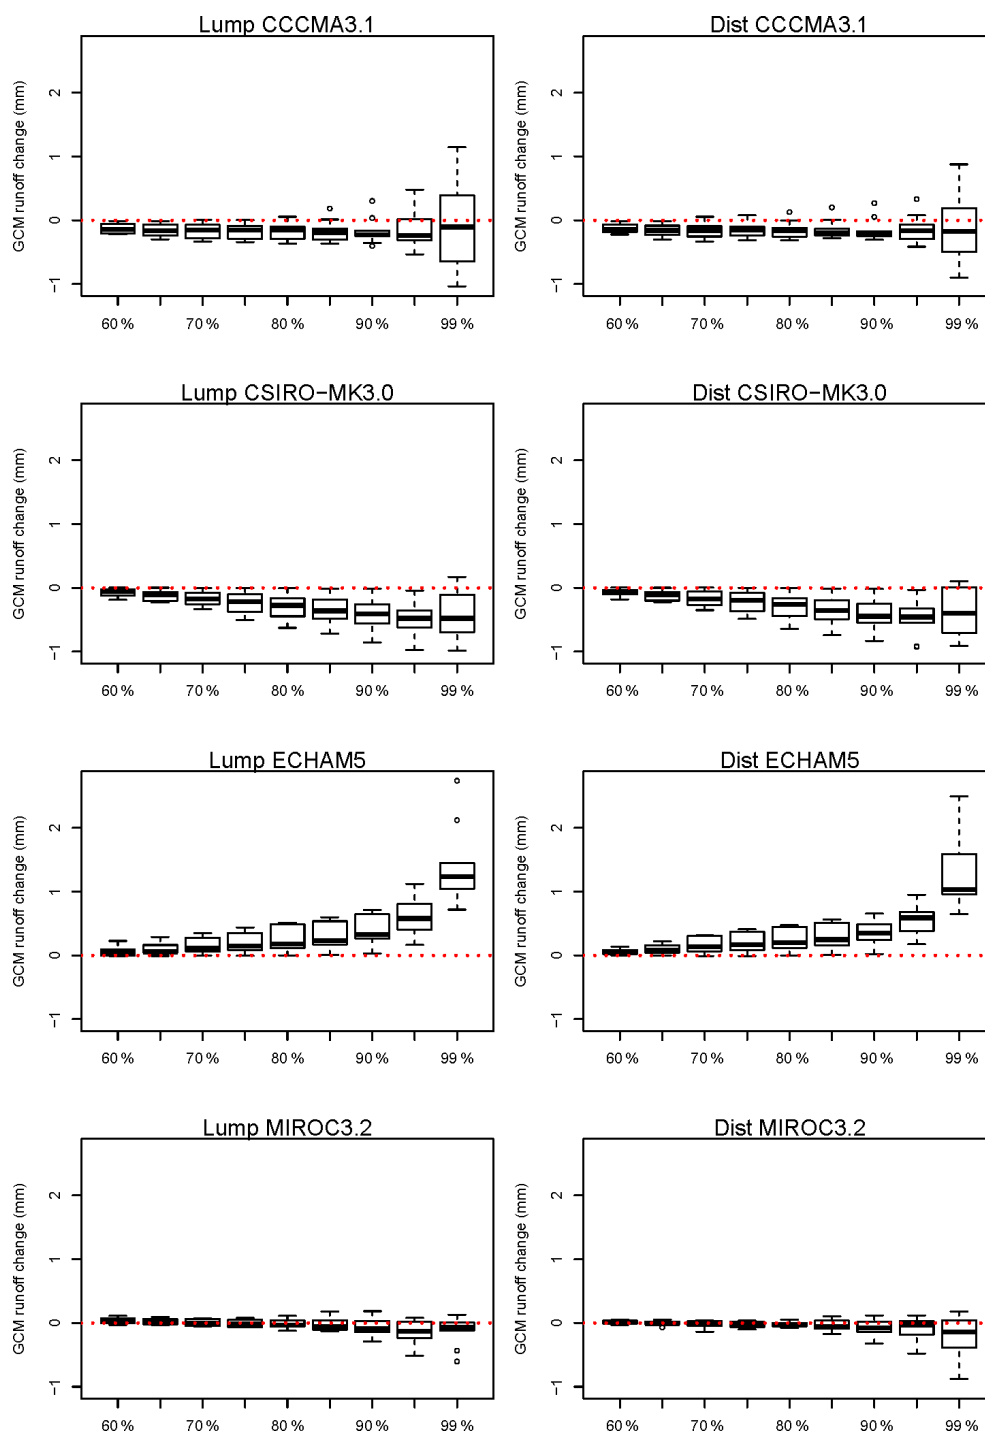 Lump CCCMA3.1
Dist CCCMA3.1
GCM runoff change (mm)
2
1
0
−1
60 % 70 % 80 % 90 % 99 %
GCM runoff change (mm)
2
1
0
−1
60 % 70 % 80 % 90 % 99 %
Lump CSIRO−MK3.0
Dist CSIRO−MK3.0
GCM runoff change (mm)
2
1
0
−1
60 % 70 % 80 % 90 % 99 %
GCM runoff change (mm)
2
1
0
−1
60 % 70 % 80 % 90 % 99 %
Lump ECHAM5
Dist ECHAM5
GCM runoff change (mm)
2
1
0
−1
60 % 70 % 80 % 90 % 99 %
GCM runoff change (mm)
2
1
0
−1
60 % 70 % 80 % 90 % 99 %
Lump MIROC3.2
Dist MIROC3.2
GCM runoff change (mm)
2
1
0
−1
60 % 70 % 80 % 90 % 99 %
GCM runoff change (mm)
2
1
0
−1
60 % 70 % 80 % 90 % 99 %